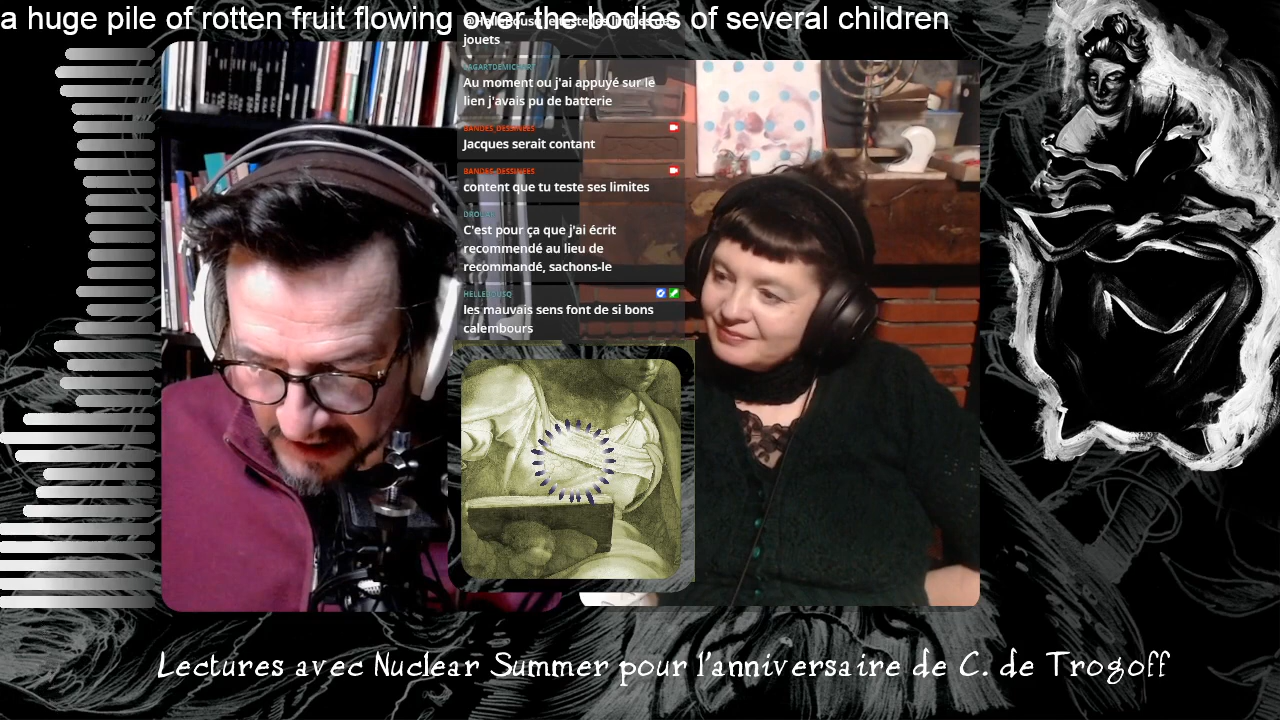 a huge pile of rotten fruit flowing over the bodies of several children
jouets
JAGARTDEMICHART
Au moment ou j'ai appuyé sur le
lien j'avais pu de batterie
BANDES_DESSINEES
Jacques serait contant
BANDES_DESSINEES
content que tu teste ses limites
C'est pour ça que j'ai écrit
recommendé au lieu de
recommandé, sachons-le
HELLEBOUSQ
les mauvais sens font de si bons
calembours
Lectures avec Nuclear Summer pour l'anniversaire de C. de Trogoff